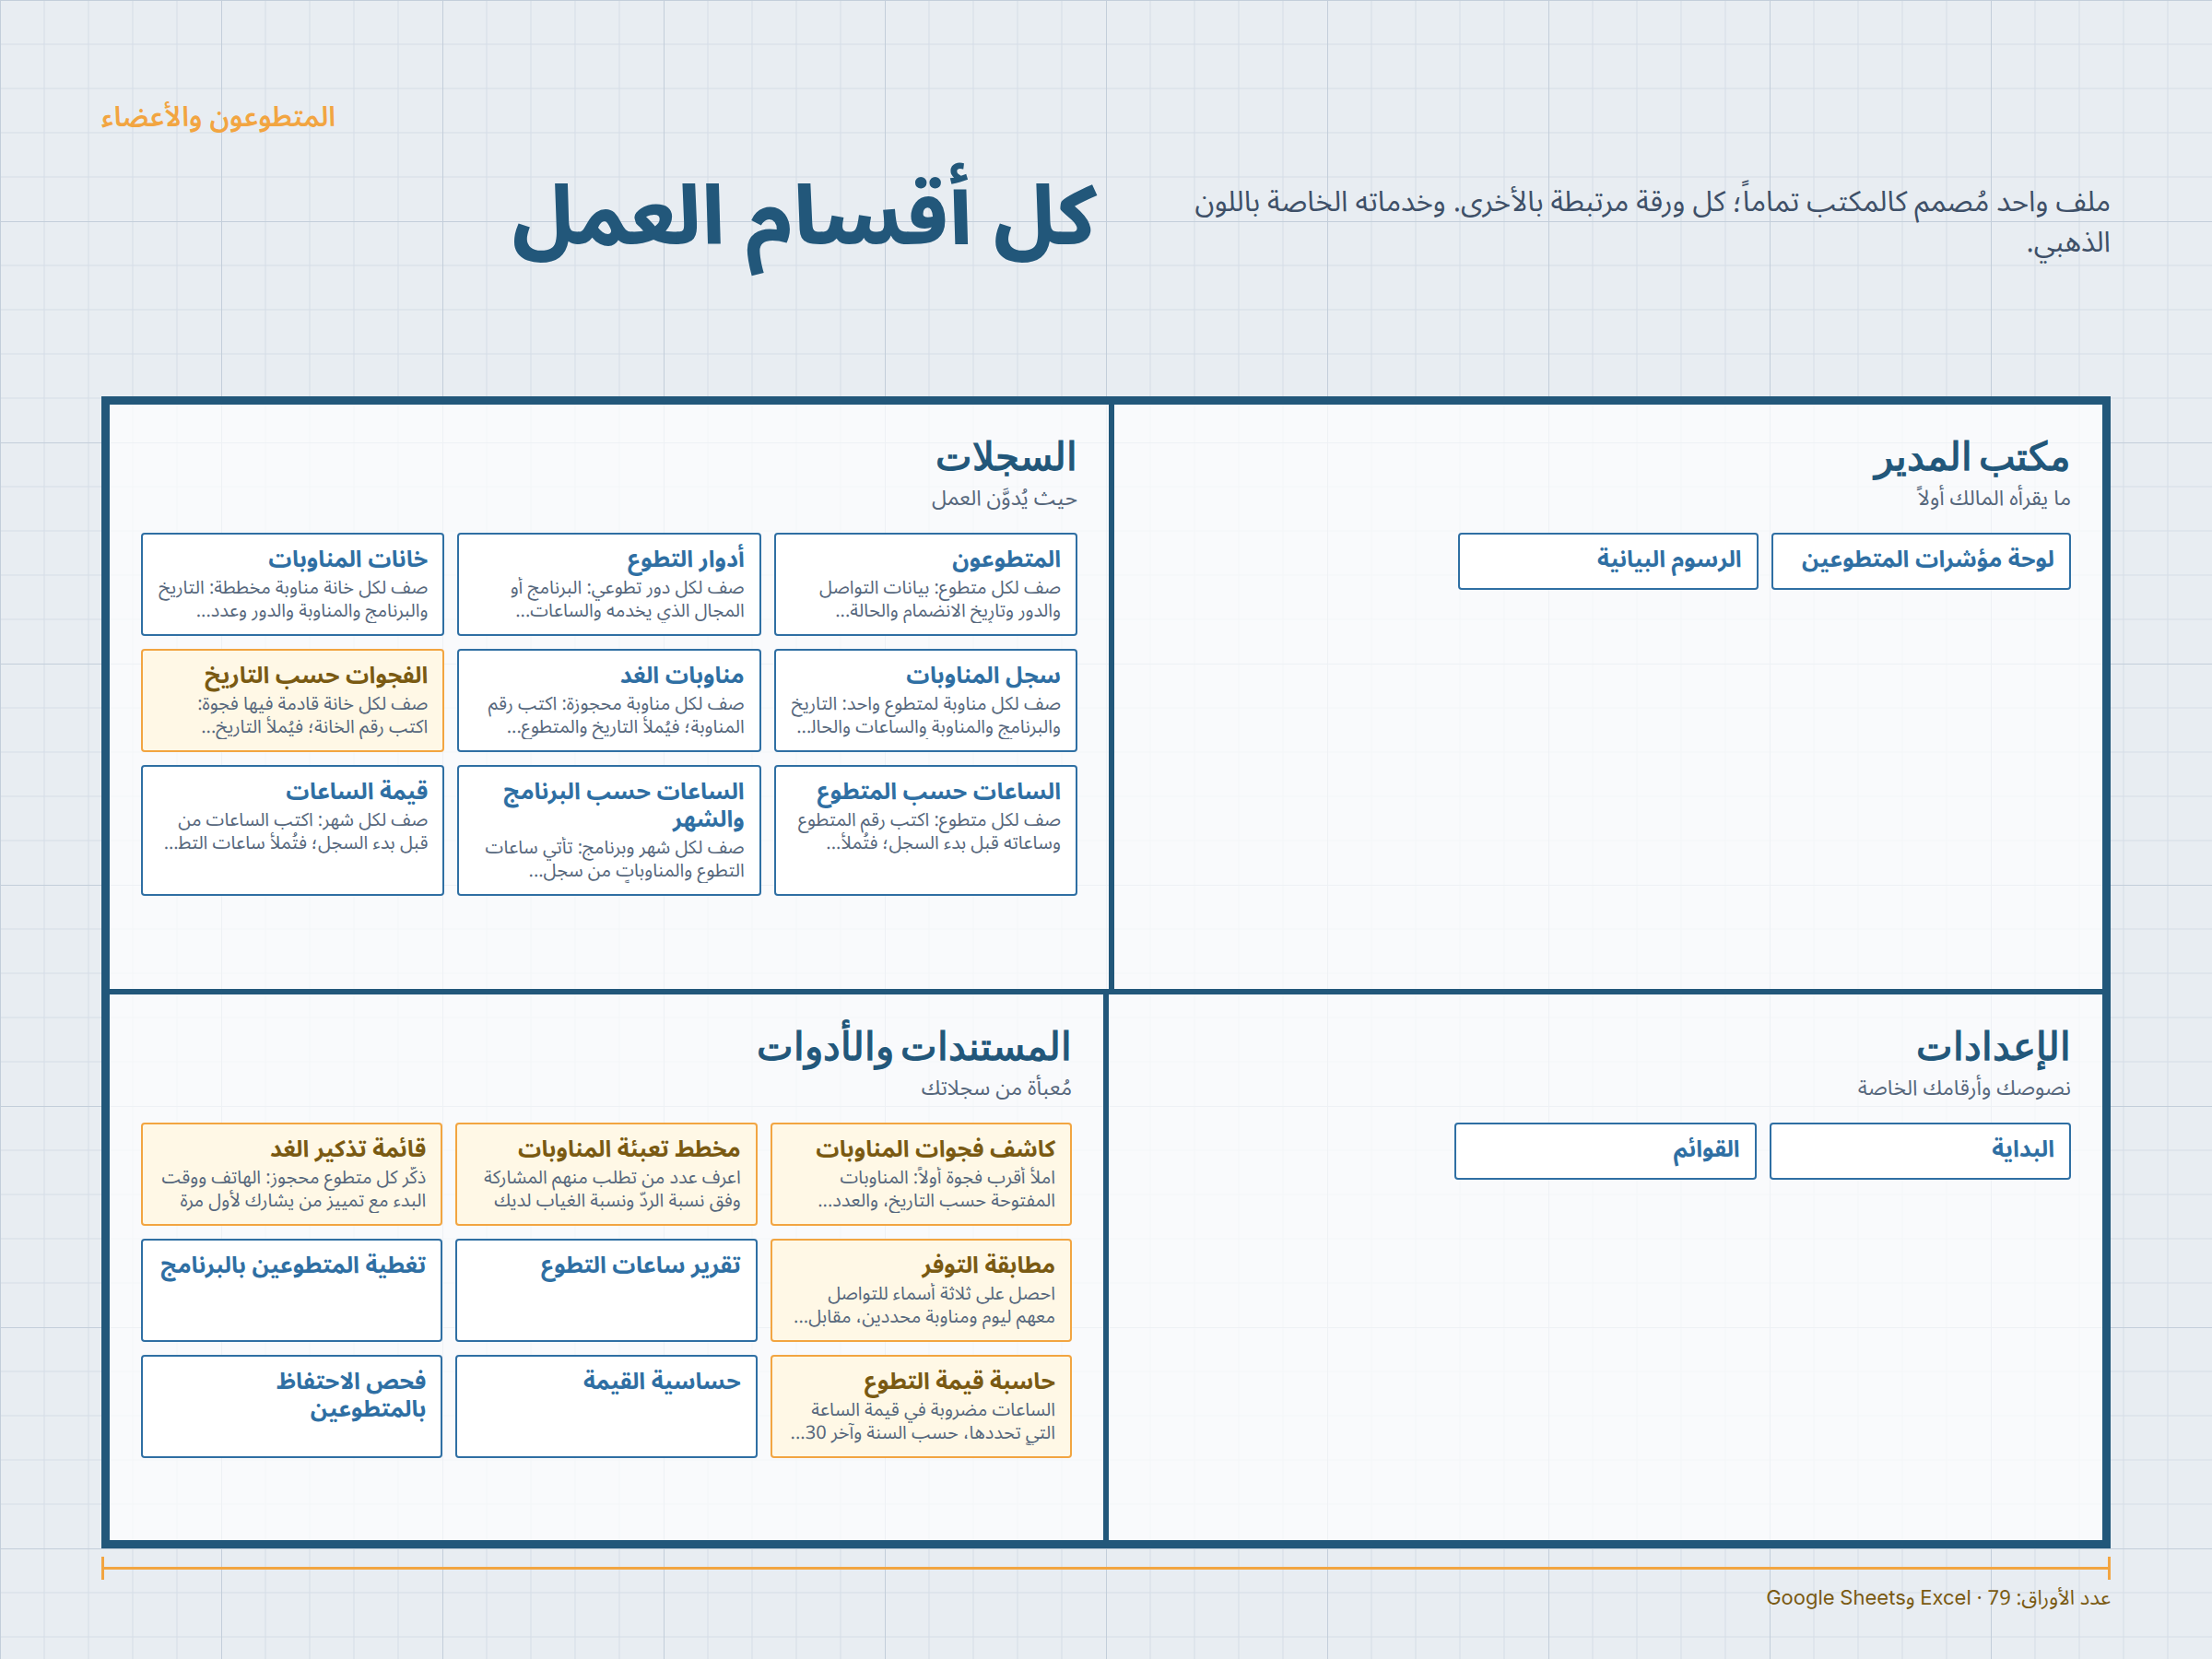 المتطوعون والأعضاء
كل أقسام العمل
ملف واحد مُصمم كالمكتب تماماً؛ كل ورقة مرتبطة بالأخرى. وخدماته الخاصة باللون
الذهبي.
مكتب المدير
ما يقرأه المالك أولاً
لوحة مؤشرات المتطوعين
الرسوم البيانية
السجلات
حيث يُدوَّن العمل
المتطوعون
صف لكل متطوع: بيانات التواصل
والدور وتاريخ الانضمام والحالة...
أدوار التطوع
صف لكل دور تطوعي: البرنامج أو
المجال الذي يخدمه والساعات...
خانات المناوبات
صف لكل خانة مناوبة مخططة: التاريخ
والبرنامج والمناوبة والدور وعدد...
سجل المناوبات
صف لكل مناوبة لمتطوع واحد: التاريخ
والبرنامج والمناوبة والساعات والحال...
مناوبات الغد
صف لكل مناوبة محجوزة: اكتب رقم
المناوبة؛ فيُملأ التاريخ والمتطوع...
الفجوات حسب التاريخ
صف لكل خانة قادمة فيها فجوة:
اكتب رقم الخانة؛ فيُملأ التاريخ...
الساعات حسب المتطوع
صف لكل متطوع: اكتب رقم المتطوع
وساعاته قبل بدء السجل؛ فتُملأ...
الساعات حسب البرنامج
والشهر
صف لكل شهر وبرنامج: تأتي ساعات
التطوع والمناوبات من سجل...
قيمة الساعات
صف لكل شهر: اكتب الساعات من
قبل بدء السجل؛ فتُملأ ساعات التط...
الإعدادات
نصوصك وأرقامك الخاصة
البداية
القوائم
المستندات والأدوات
مُعبأة من سجلاتك
كاشف فجوات المناوبات
املأ أقرب فجوة أولاً: المناوبات
المفتوحة حسب التاريخ، والعدد...
مخطط تعبئة المناوبات
اعرف عدد من تطلب منهم المشاركة
وفق نسبة الردّ ونسبة الغياب لديك
قائمة تذكير الغد
ذكّر كل متطوع محجوز: الهاتف ووقت
البدء مع تمييز من يشارك لأول مرة
مطابقة التوفر
احصل على ثلاثة أسماء للتواصل
معهم ليوم ومناوبة محددين، مقابل...
تقرير ساعات التطوع
تغطية المتطوعين بالبرنامج
حاسبة قيمة التطوع
الساعات مضروبة في قيمة الساعة
التي تحددها، حسب السنة وآخر 30...
حساسية القيمة
فحص الاحتفاظ
بالمتطوعين
عدد الأوراق: 79 · Excel وGoogle Sheets